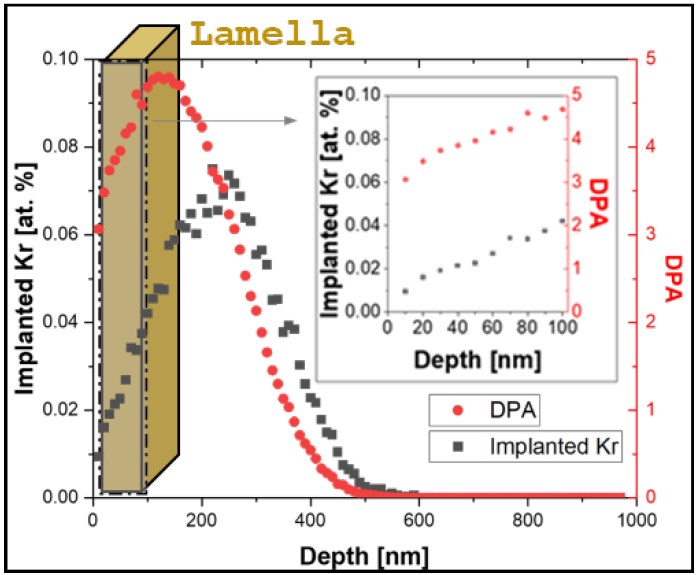 Lamella
0.10
0.08
0.06
0.04
0.02
0.00
Implanted Kr [at. %]
0 200 400 600 800 1000
Depth [nm]
5
4
3
2
1
0
DPA
0.10
0.08
0.06
0.04
0.02
0.00
Implanted Kr [at. %]
0 20 40 60 80 100
Depth [nm]
5
4
3
2
1
0
DPA
DPA
Implanted Kr